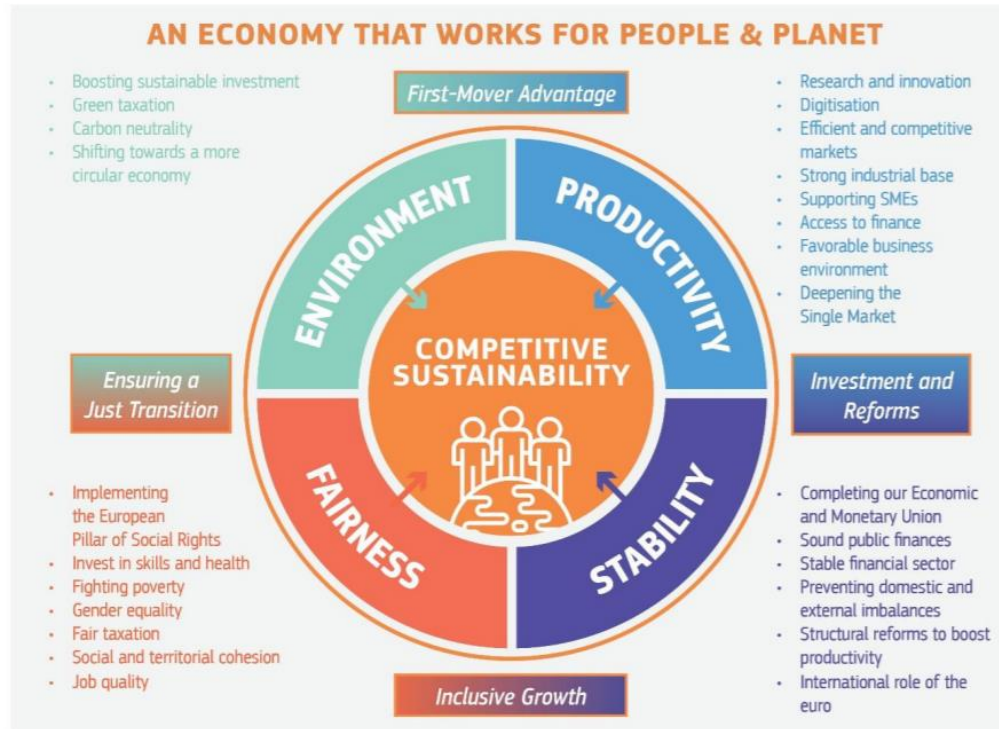 AN ECONOMY THAT WORKS FOR PEOPLE & PLANET
• Boosting sustainable investment
• Green taxation
• Carbon neutrality
• Shifting towards a more
circular economy
First-Mover Advantage
• Research and innovation
• Digitisation
• Efficient and competitive
markets
• Strong industrial base
• Supporting SMEs
• Access to finance
• Favorable business
environment
• Deepening the
Single Market
ENVIRONMENT
PRODUCTIVITY
COMPETITIVE
SUSTAINABILITY
Ensuring a
Just Transition
Investment and
Reforms
FAIRNESS
STABILITY
• Implementing
the European
Pillar of Social Rights
• Invest in skills and health
• Fighting poverty
• Gender equality
• Fair taxation
• Social and territorial cohesion
• Job quality
• Completing our Economic
and Monetary Union
• Sound public finances
• Stable financial sector
• Preventing domestic and
external imbalances
• Structural reforms to boost
productivity
• International role of the
euro
Inclusive Growth